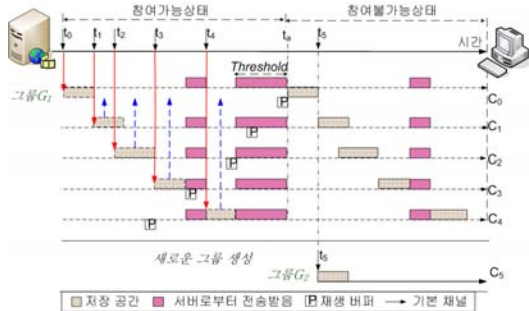 참여가능상태
참여불가능상태
t0 t1 t2 t3 t4 ta t5
시간
Threshold
그룹G1
P
C0
P
C1
P
C2
P
C3
P
C4
새로운 그룹 생성
t5
그룹G2
C5
저장 공간
서버로부터 전송받음
P 재생 버퍼
기본 채널